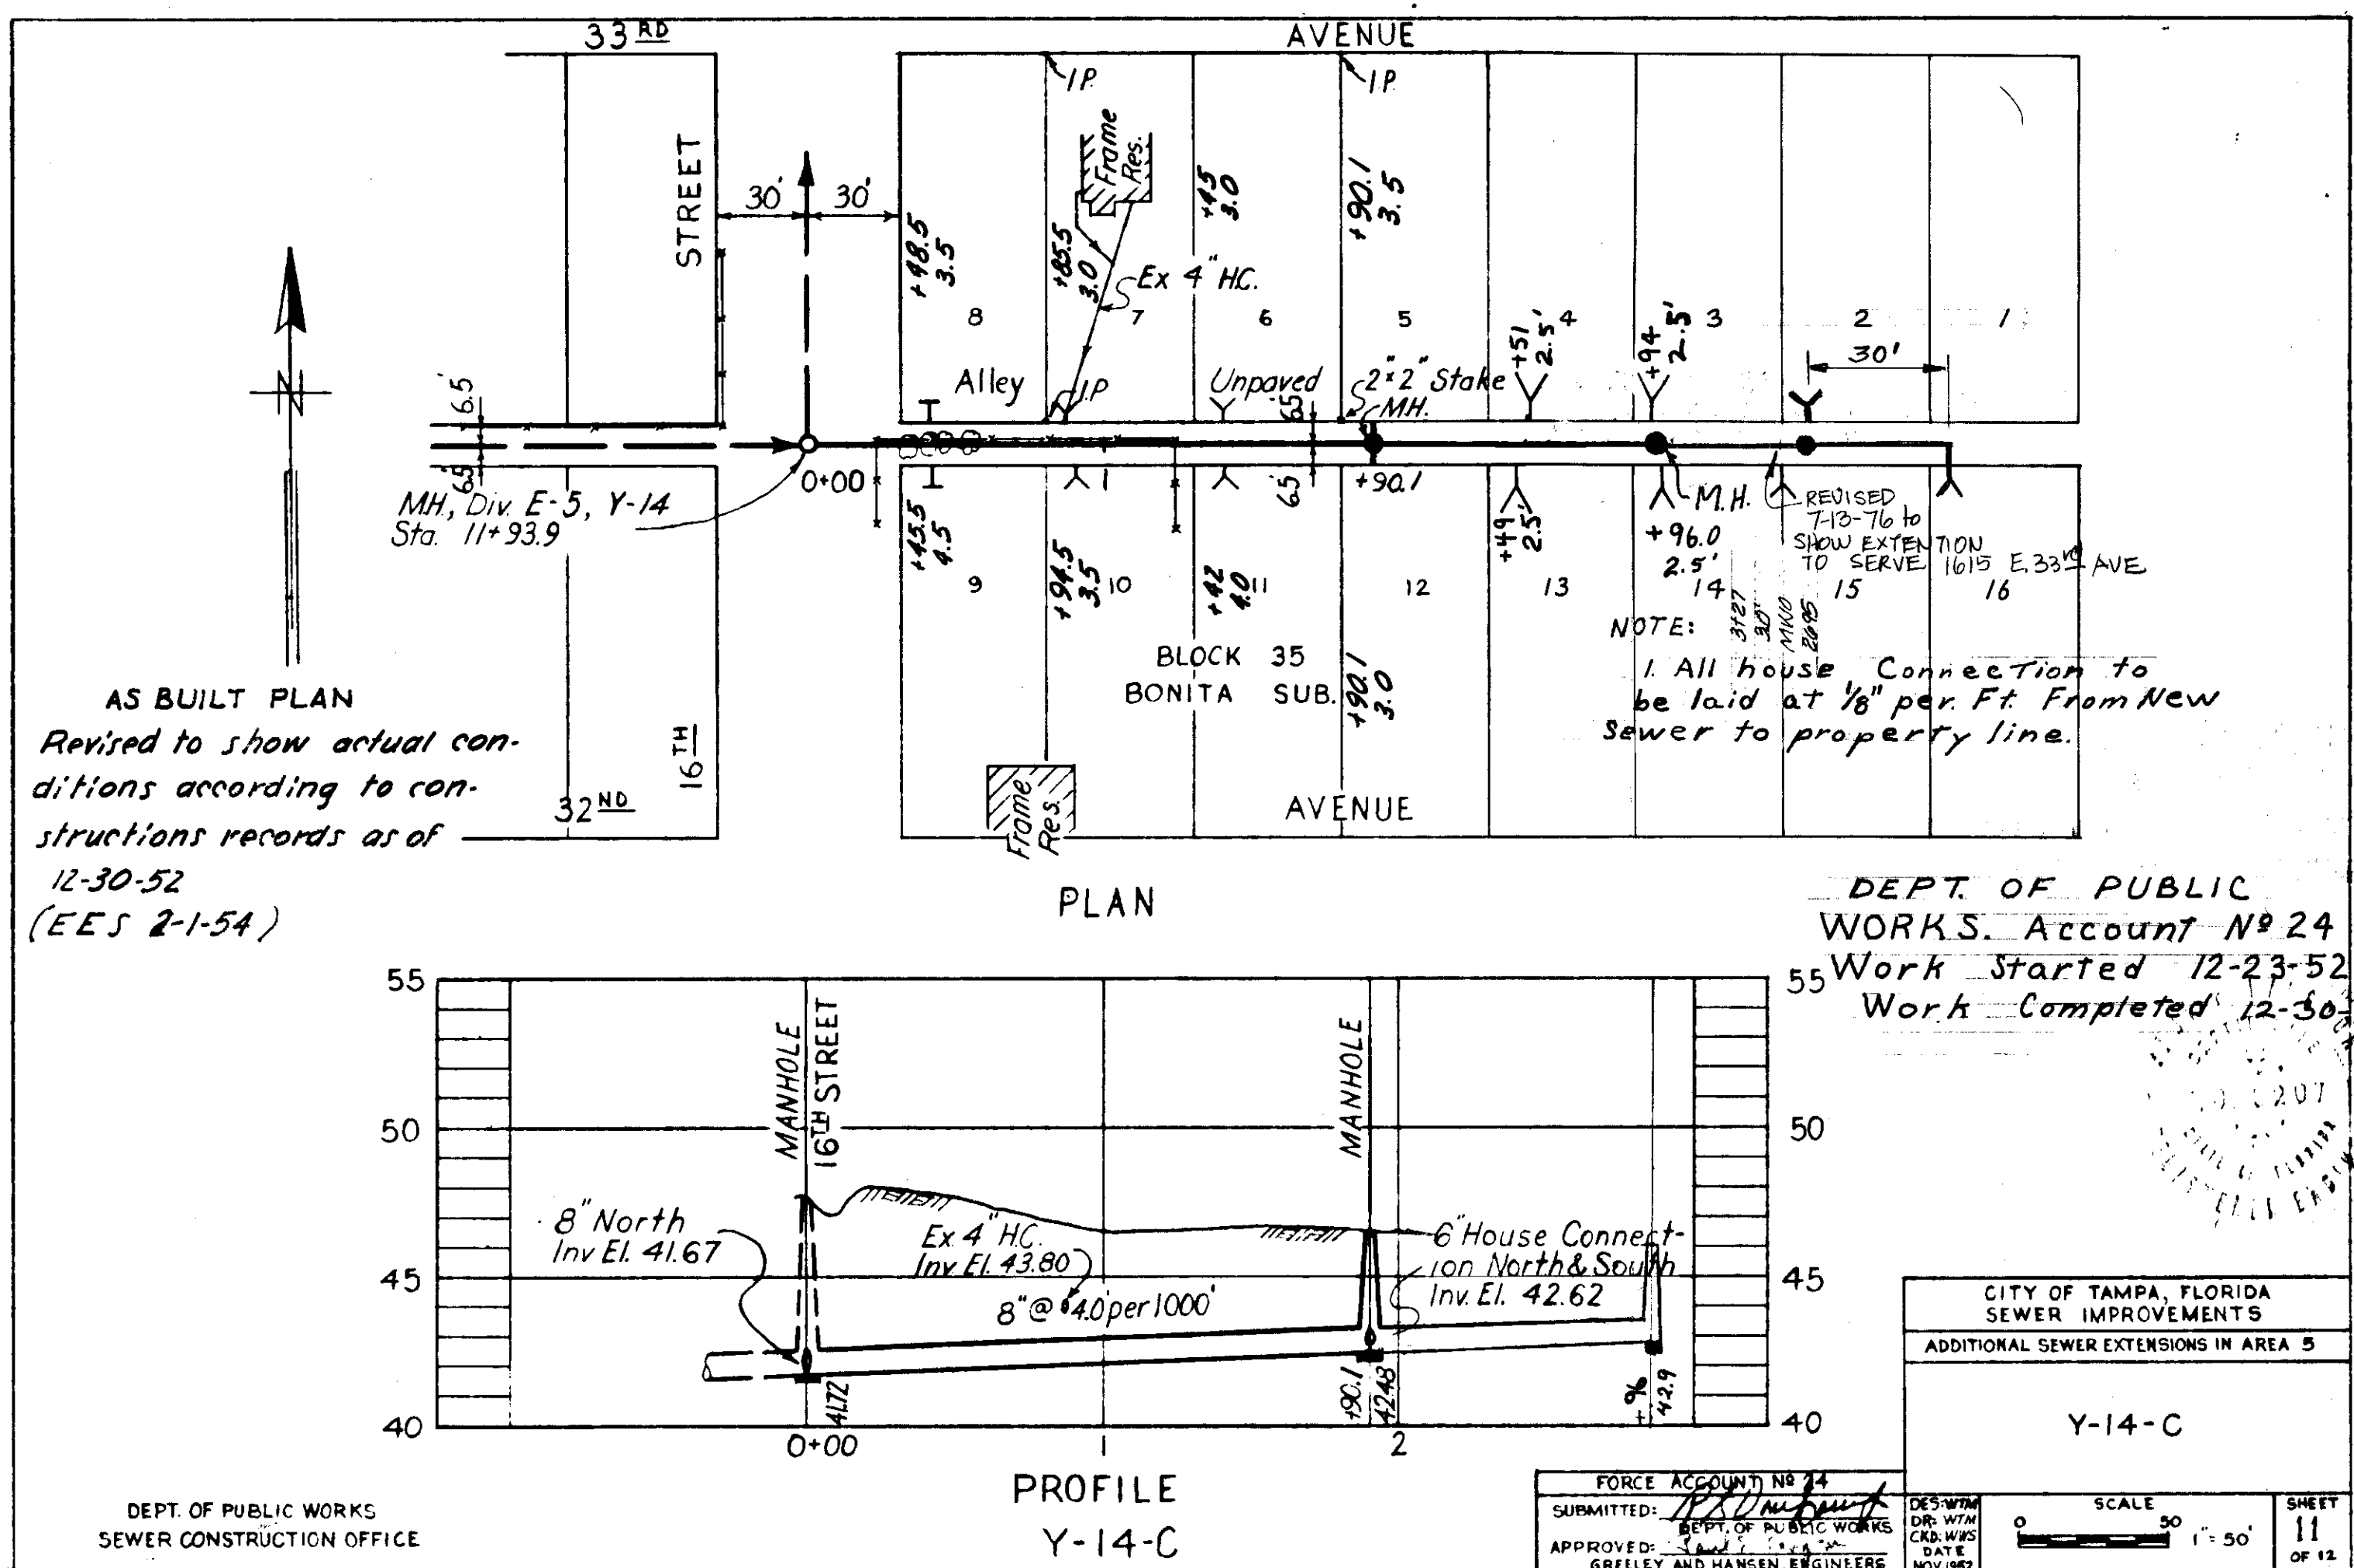 33 RD
AVENUE
I.P.
I.P.
STREET
30'
30'
Frame
Res.
+48.5
3.5
+85.5
3.0
+45
3.0
+90.1
3.5
Ex 4" H.C.
8
7
6
5
4
3
2
1
+51
2.5'
+94
2.5'
30'
N
6.5'
6.5'
Alley
I.P.
Unpaved
6.5
2"x2" Stake
MH.
0+00
6.5
+90.1
MH., Div. E-5, Y-14
Sta. 11+93.9
M.H.
REVISED
7-13-76 to
SHOW EXTENTION
TO SERVE 1615 E. 33rd AVE
+45.5
4.5
+94.5
3.5
+42
4.0
+49
2.5'
+96.0
2.5'
9
10
11
12
13
14
15
16
3+27
30'
MWO
2695
BLOCK 35
BONITA SUB.
+90.1
3.0
NOTE:
1. All house Connection to
be laid at 1/8" per. Ft. From New
Sewer to property line.
AS BUILT PLAN
Revised to show actual con-
ditions according to con-
structions records as of
12-30-52
(EES 2-1-54)
16 TH
32 ND
Frame
Res.
AVENUE
PLAN
DEPT. OF PUBLIC
WORKS. Account Nº 24
Work Started 12-23-52
Work Completed 12-30-
55
55
50
50
45
45
40
40
MANHOLE
16TH STREET
MANHOLE
8" North
Inv El. 41.67
Ex. 4" H.C.
Inv. El. 43.80
8" @ 4.0' per 1000'
6" House Connect-
ion North & South
Inv. El. 42.62
41.72
+90.1
42.48
+96
42.9
0+00
1
2
PROFILE
Y-14-C
DEPT. OF PUBLIC WORKS
SEWER CONSTRUCTION OFFICE
CITY OF TAMPA, FLORIDA
SEWER IMPROVEMENTS
ADDITIONAL SEWER EXTENSIONS IN AREA 5
Y-14-C
FORCE ACCOUNT Nº 24
SUBMITTED:
DEPT. OF PUBLIC WORKS
APPROVED:
GREELEY AND HANSEN ENGINEERS
DES: WTM
DR: WTM
CKD: WWS
DATE
NOV. 1952
SCALE
0 50
1" = 50'
SHEET
11
OF 12